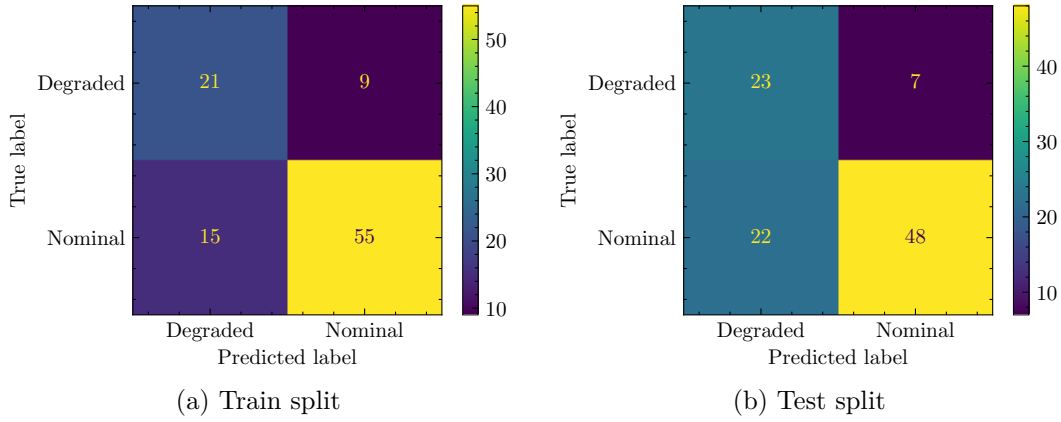 Degraded
Nominal
True label
21
9
15
55
Degraded
Nominal
Predicted label
50
40
30
20
10
(a) Train split
Degraded
Nominal
True label
23
7
22
48
Degraded
Nominal
Predicted label
40
30
20
10
(b) Test split